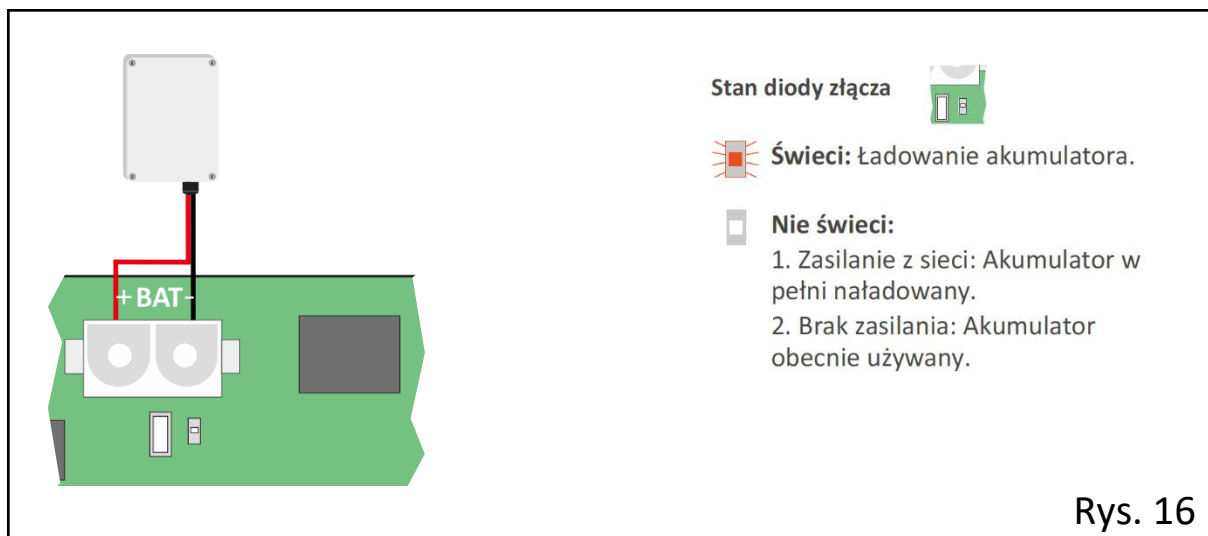 + BAT -
Stan diody złącza
Świeci: Ładowanie akumulatora.
Nie świeci:
1. Zasilanie z sieci: Akumulator w
pełni naładowany.
2. Brak zasilania: Akumulator
obecnie używany.
Rys. 16